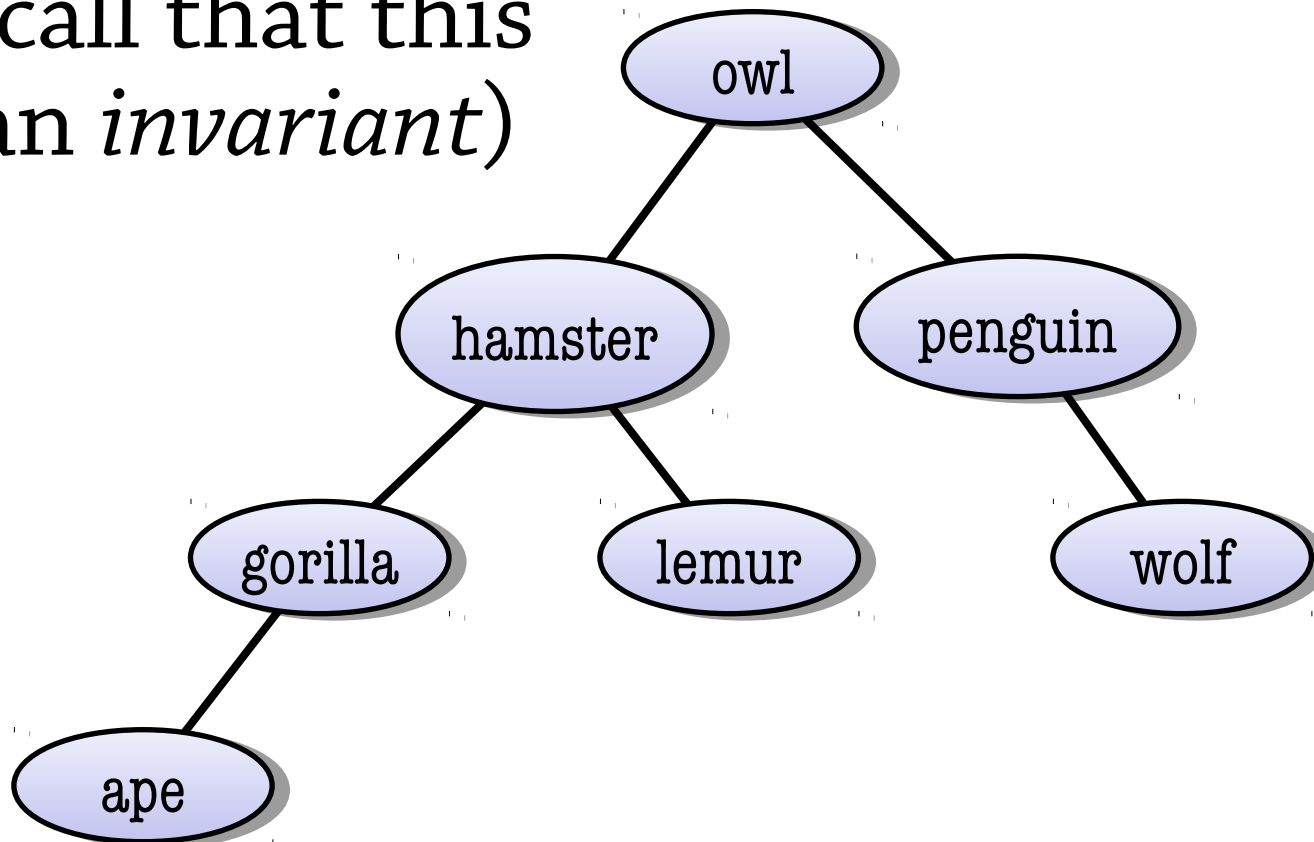 call that this
an invariant)
owl
hamster
penguin
gorilla
lemur
wolf
ape